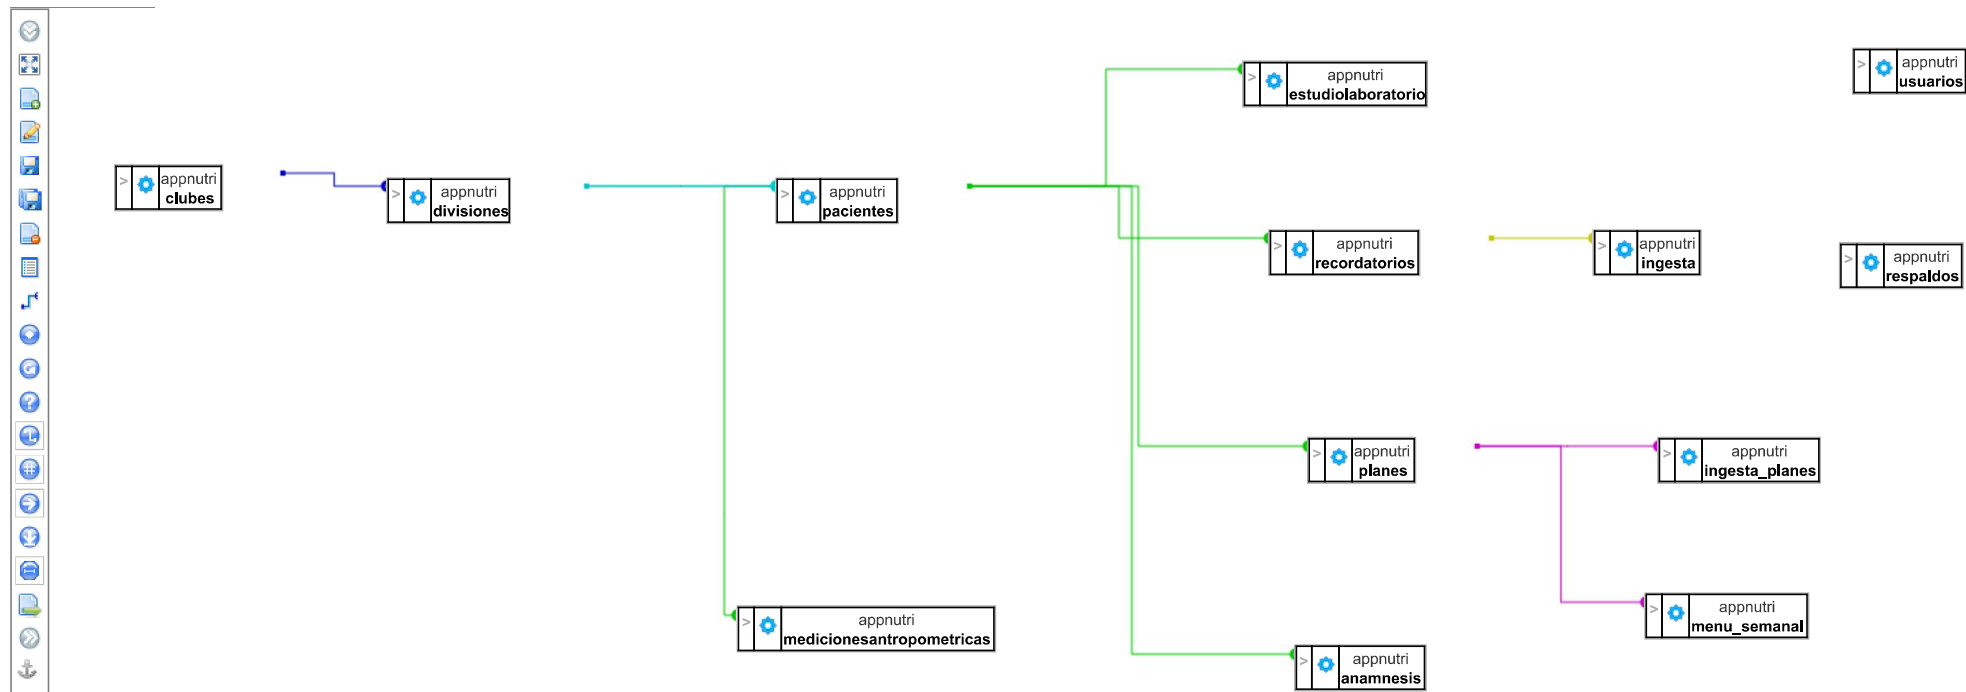 appnutri
clubes
appnutri
divisiones
appnutri
pacientes
appnutri
medicionesantropometricas
appnutri
estudiolaboratorio
appnutri
recordatorios
appnutri
planes
appnutri
anamnesis
appnutri
ingesta
appnutri
ingesta_planes
appnutri
menu_semanal
appnutri
usuarios
appnutri
respaldos